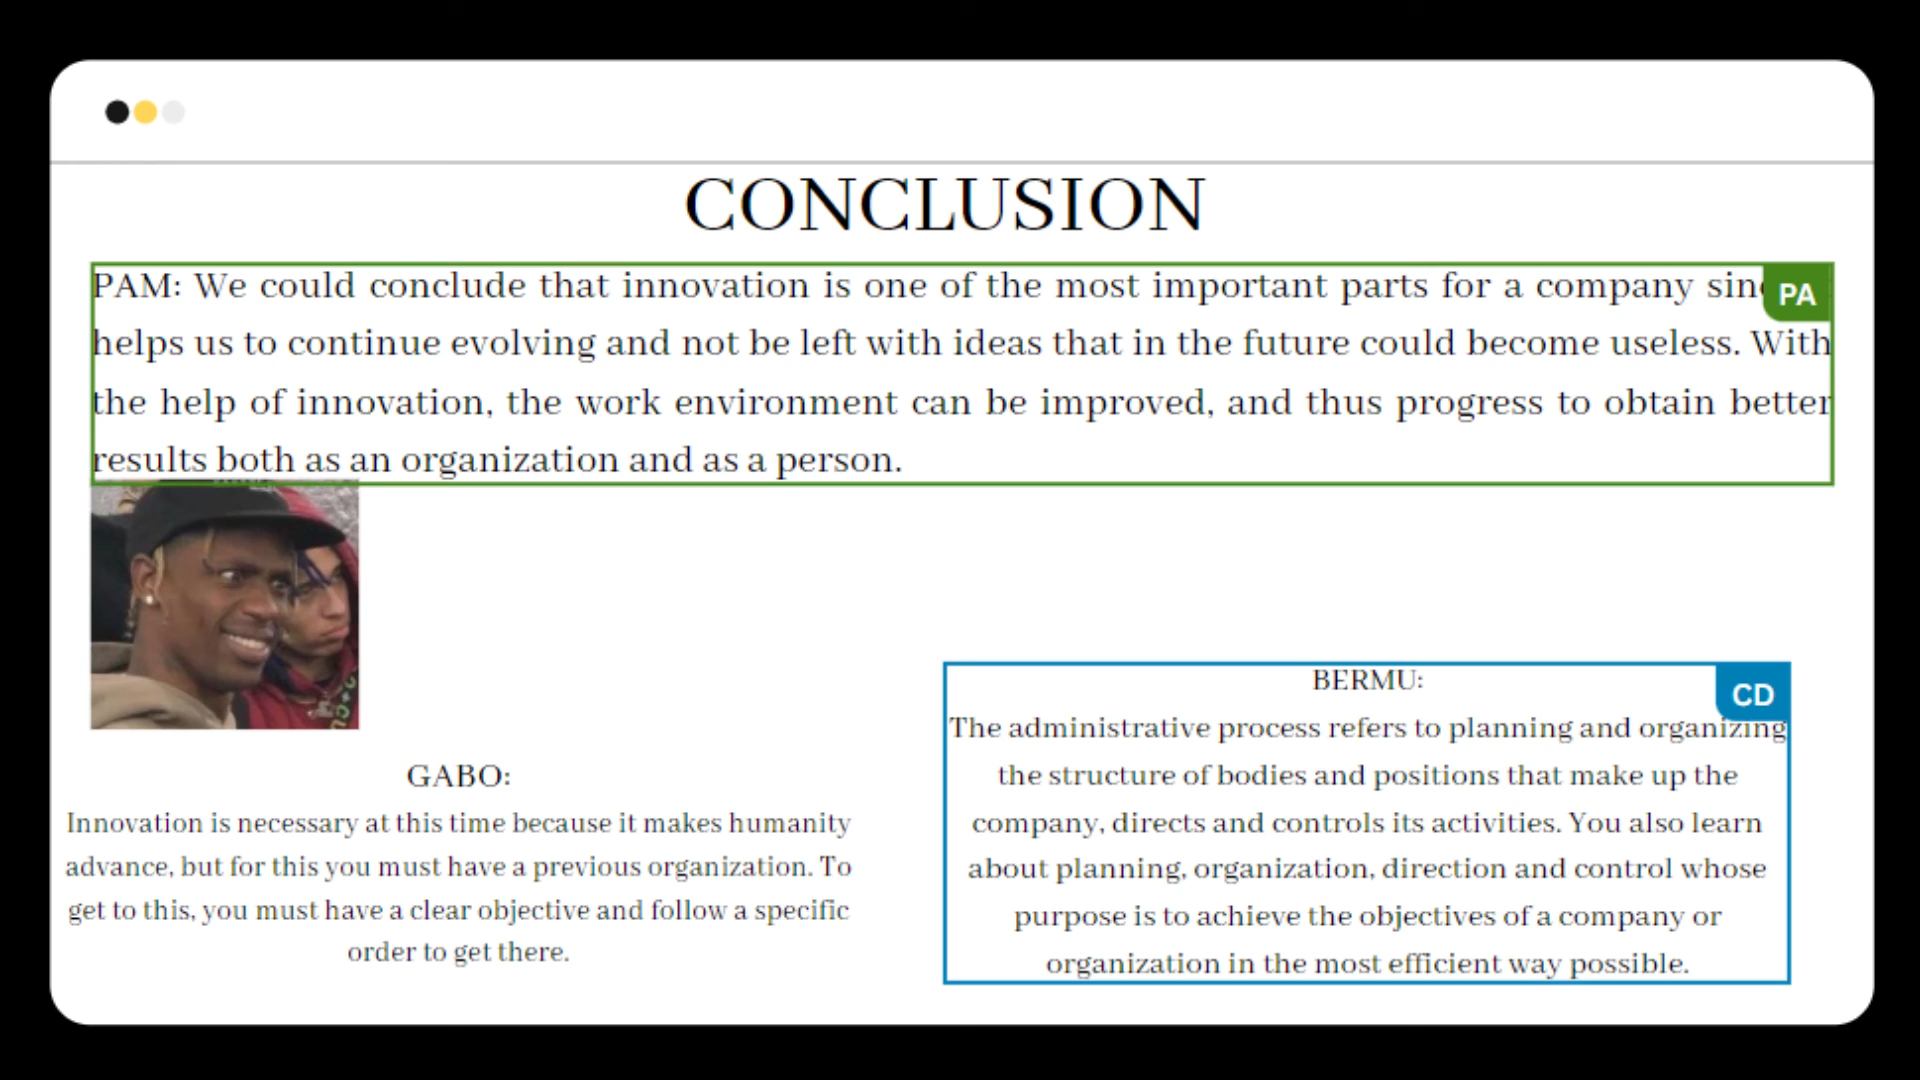 CONCLUSION
PAM: We could conclude that innovation is one of the most important parts for a company
PA
helps us to continue evolving and not be left with ideas that in the future could become useless. With
the help of innovation, the work environment can be improved, and thus progress to obtain better
results both as an organization and as a person.
GABO:
Innovation is necessary at this time because it makes humanity
advance, but for this you must have a previous organization. To
get to this, you must have a clear objective and follow a specific
order to get there.
BERMU:
CD
The administrative process refers to planning and organizing
the structure of bodies and positions that make up the
company, directs and controls its activities. You also learn
about planning, organization, direction and control whose
purpose is to achieve the objectives of a company or
organization in the most efficient way possible.